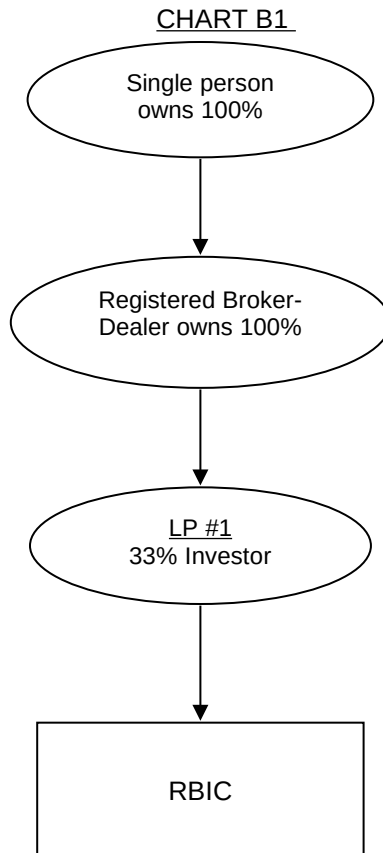 CHART B1
Single person
owns 100%
Registered Broker-
Dealer owns 100%
LP #1
33% Investor
RBIC